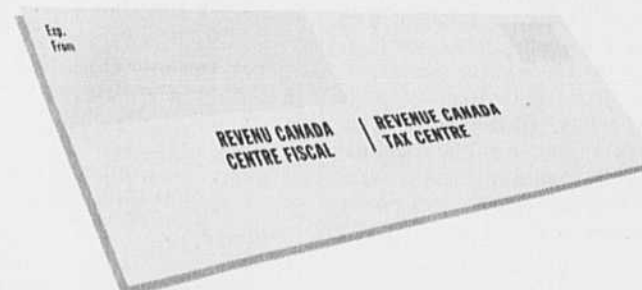 Exp.
From
REVENU CANADA
CENTRE FISCAL
REVENUE CANADA
TAX CENTRE